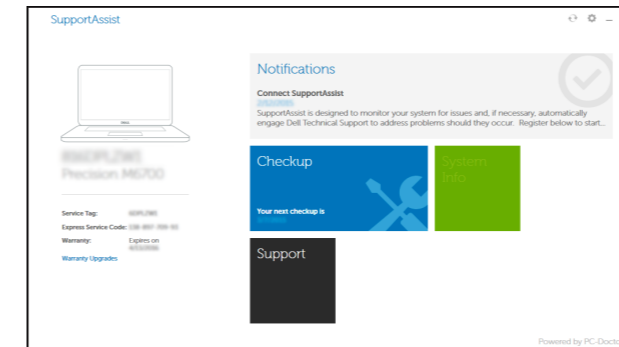 SupportAssist
Notifications
Connect SupportAssist
SupportAssist is designed to monitor your system for issues and, if necessary, automatically
engage Dell Technical Support to address problems should they occur. Register below to start...
Precision M6700
Service Tag:
Express Service Code:
Warranty: Expires on
Warranty Upgrades
Checkup
Your next checkup is
System
Info
Support
Powered by PC-Docto